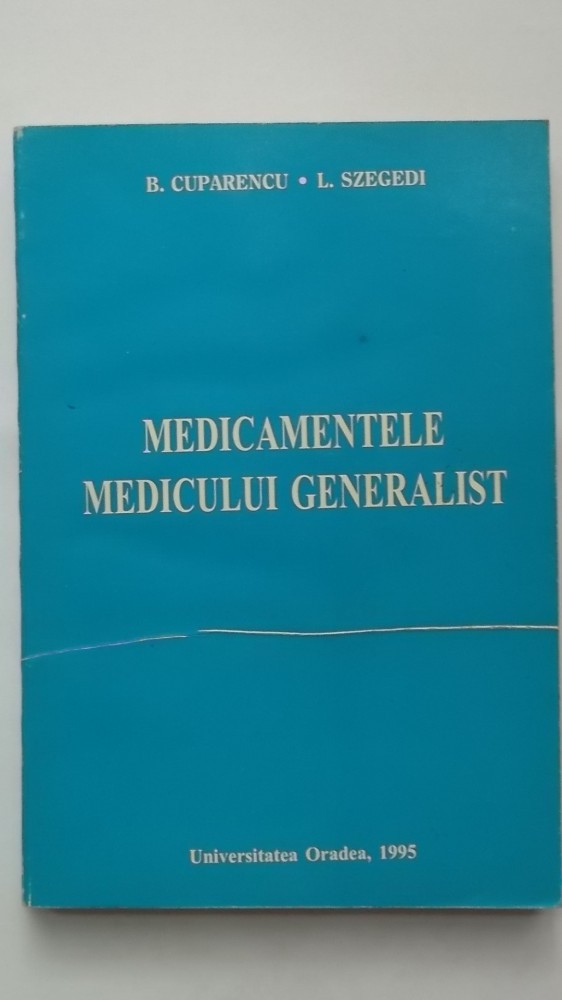 B. CUPARENCU • L. SZEGEDI
MEDICAMENTELE
MEDICULUI GENERALIST
Universitatea Oradea, 1995